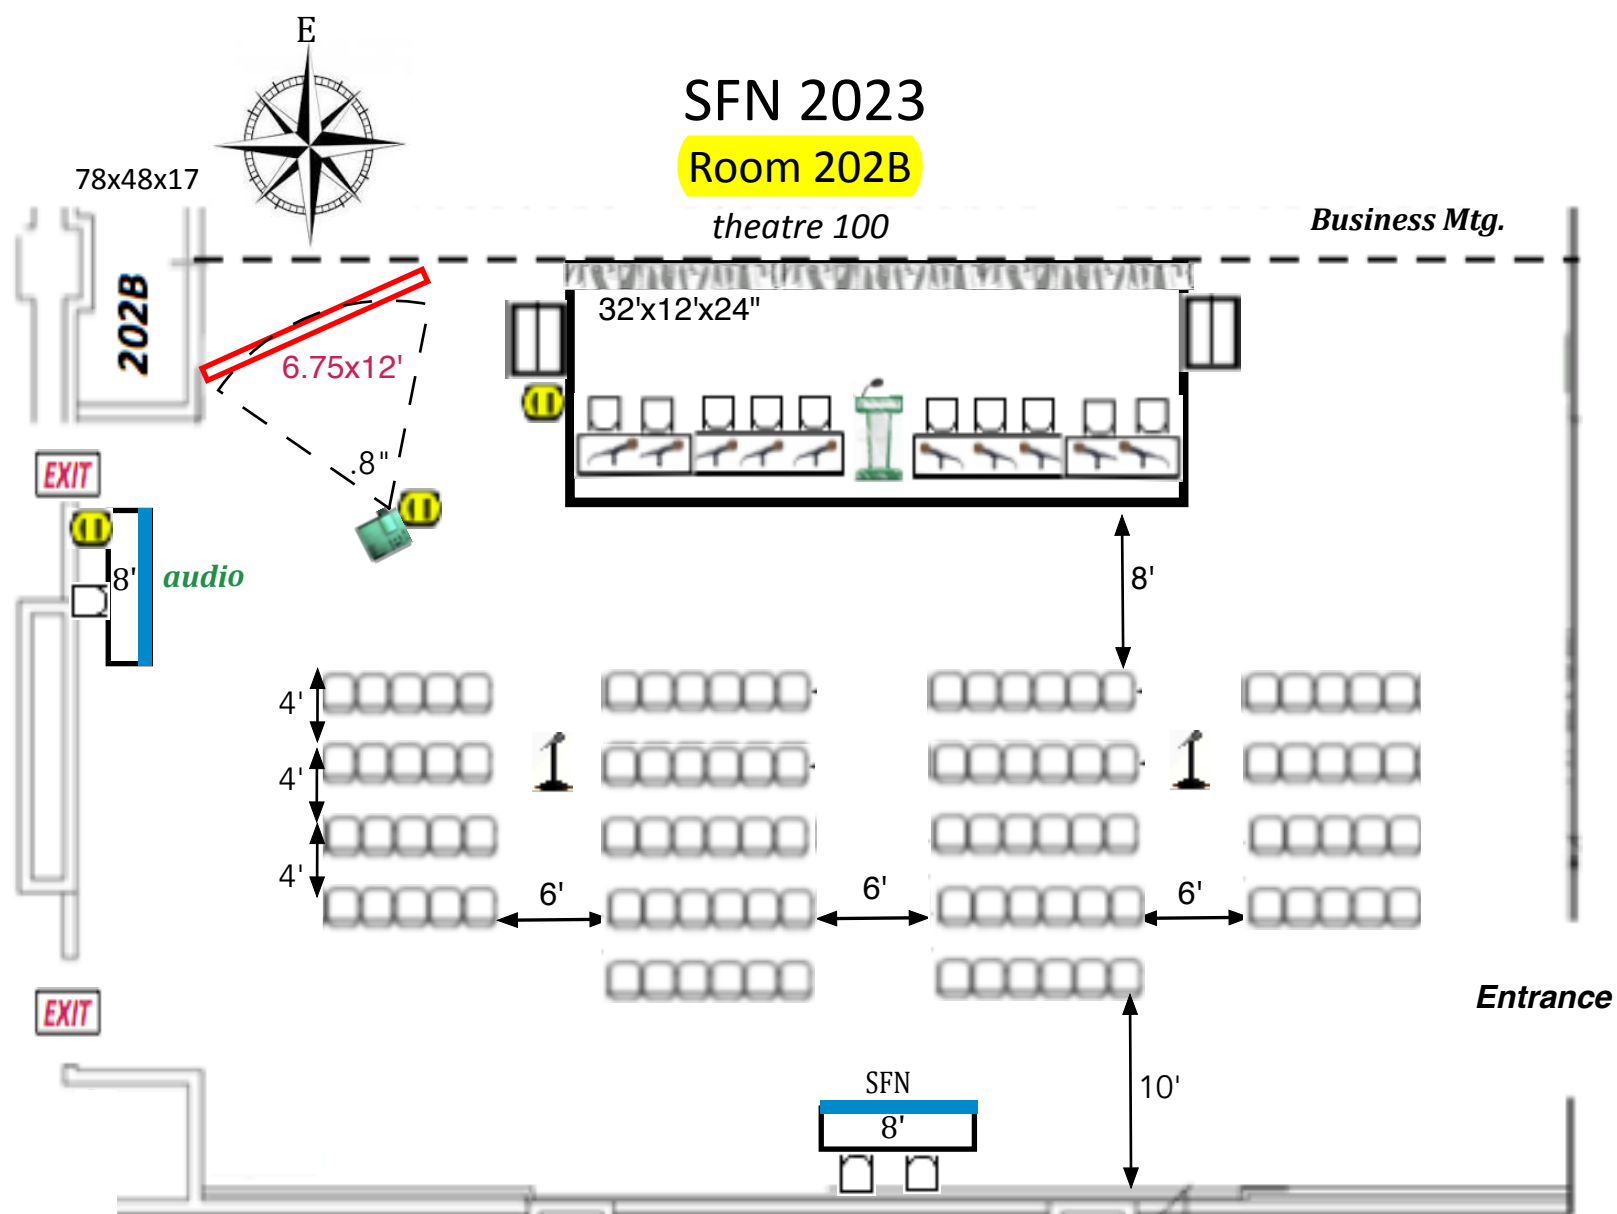 E
SFN 2023
Room 202B
78x48x17
theatre 100
Business Mtg.
202B
32'x12'x24"
6.75x12'
.8"
EXIT
8'
audio
8'
4'
4'
4'
6'
6'
6'
Entrance
EXIT
SFN
8'
10'